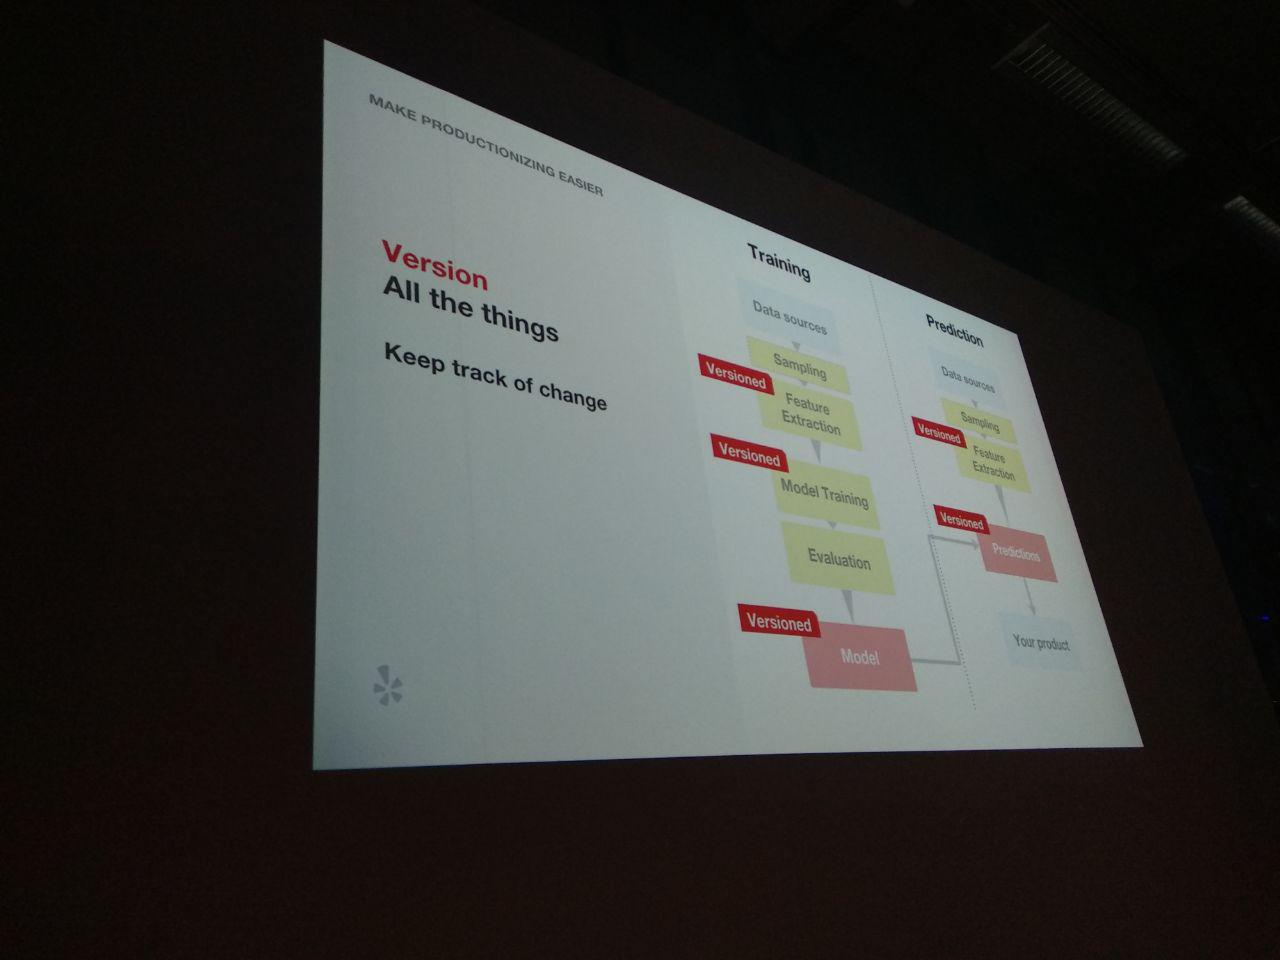 MAKE PRODUCTIONIZING EASIER
Version
All the things
Keep track of change
Training
Data sources
Sampling
Versioned
Feature
Extraction
Versioned
Model Training
Evaluation
Versioned
Model
Prediction
Data sources
Sampling
Versioned
Feature
Extraction
Versioned
Predictions
Your product